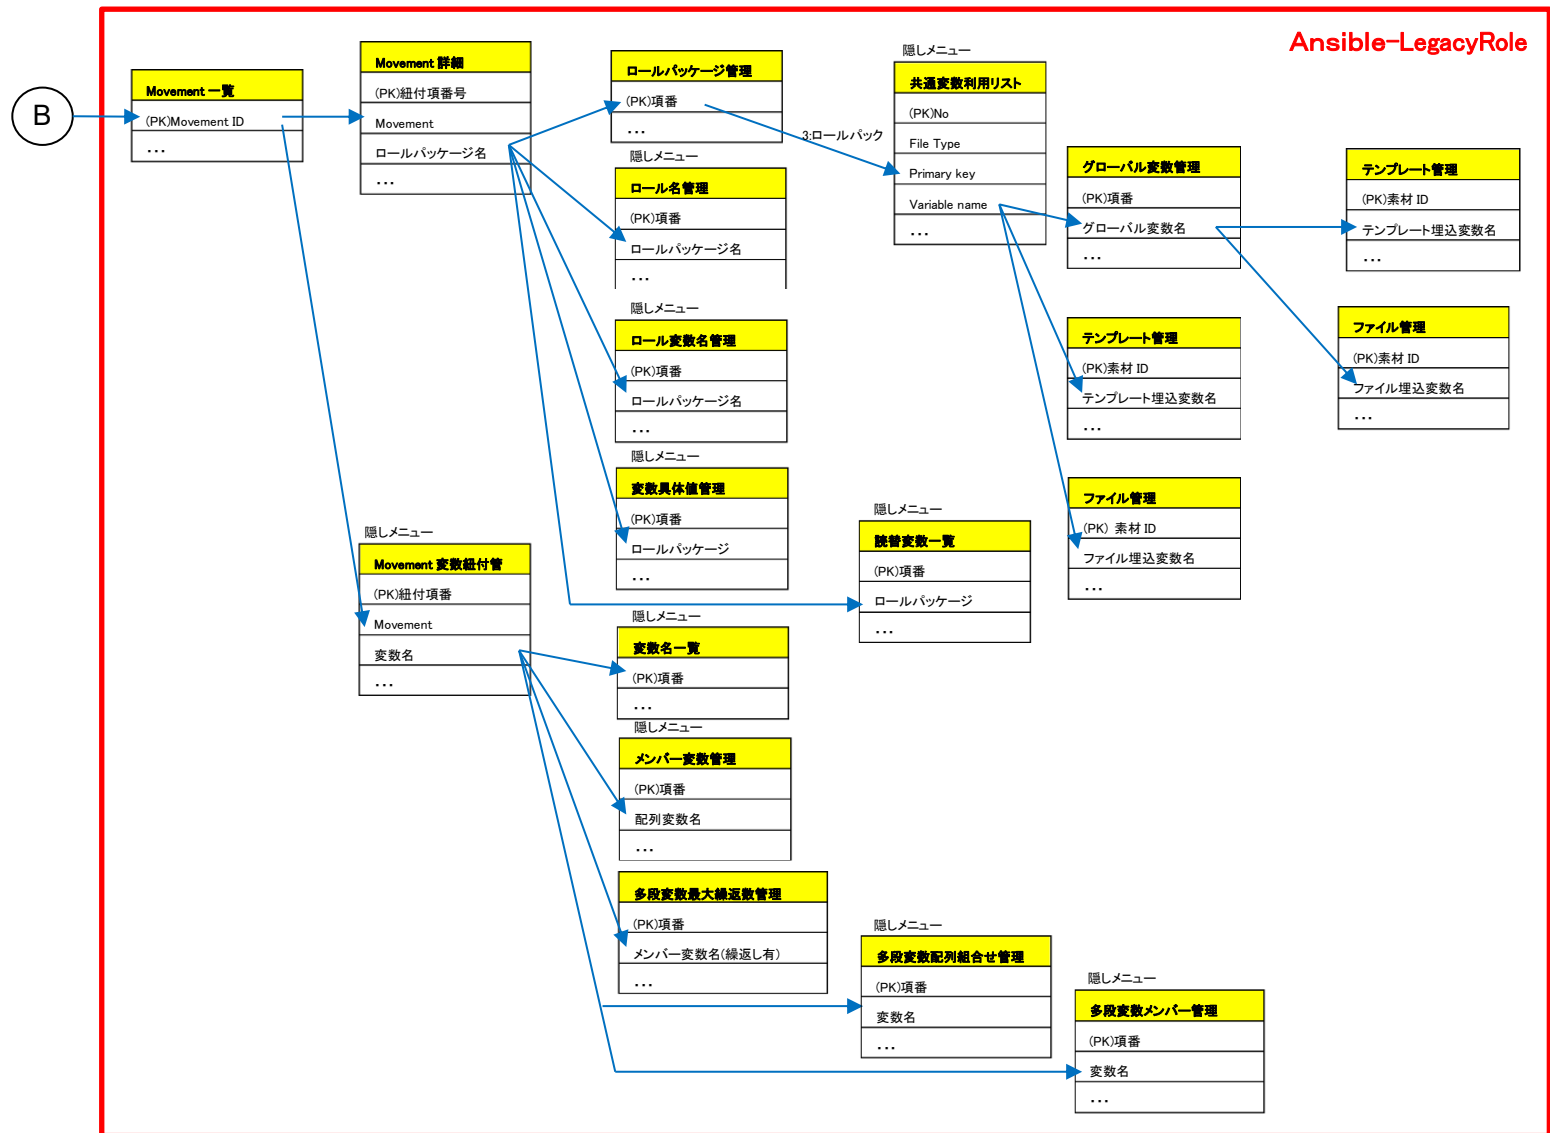 Ansible-LegacyRole
B
Movement 一覧
(PK)Movement ID
...
Movement 詳細
(PK)紐付項番号
Movement
ロールパッケージ名
...
ロールパッケージ管理
(PK)項番
...
3:ロールパック
隠しメニュー
共通変数利用リスト
(PK)No
File Type
Primary key
Variable name
...
グローバル変数管理
(PK)項番
グローバル変数名
...
テンプレート管理
(PK)素材 ID
テンプレート埋込変数名
...
隠しメニュー
ロール名管理
(PK)項番
ロールパッケージ名
...
隠しメニュー
ロール変数名管理
(PK)項番
ロールパッケージ名
...
テンプレート管理
(PK)素材 ID
テンプレート埋込変数名
...
ファイル管理
(PK)素材 ID
ファイル埋込変数名
...
隠しメニュー
変数具体値管理
(PK)項番
ロールパッケージ
...
隠しメニュー
読替変数一覧
(PK)項番
ロールパッケージ
...
ファイル管理
(PK) 素材 ID
ファイル埋込変数名
...
隠しメニュー
Movement 変数紐付管
(PK)紐付項番
Movement
変数名
...
隠しメニュー
変数名一覧
(PK)項番
...
隠しメニュー
メンバー変数管理
(PK)項番
配列変数名
...
多段変数最大繰返数管理
(PK)項番
メンバー変数名(繰返し有)
...
隠しメニュー
多段変数配列組合せ管理
(PK)項番
変数名
...
隠しメニュー
多段変数メンバー管理
(PK)項番
変数名
...